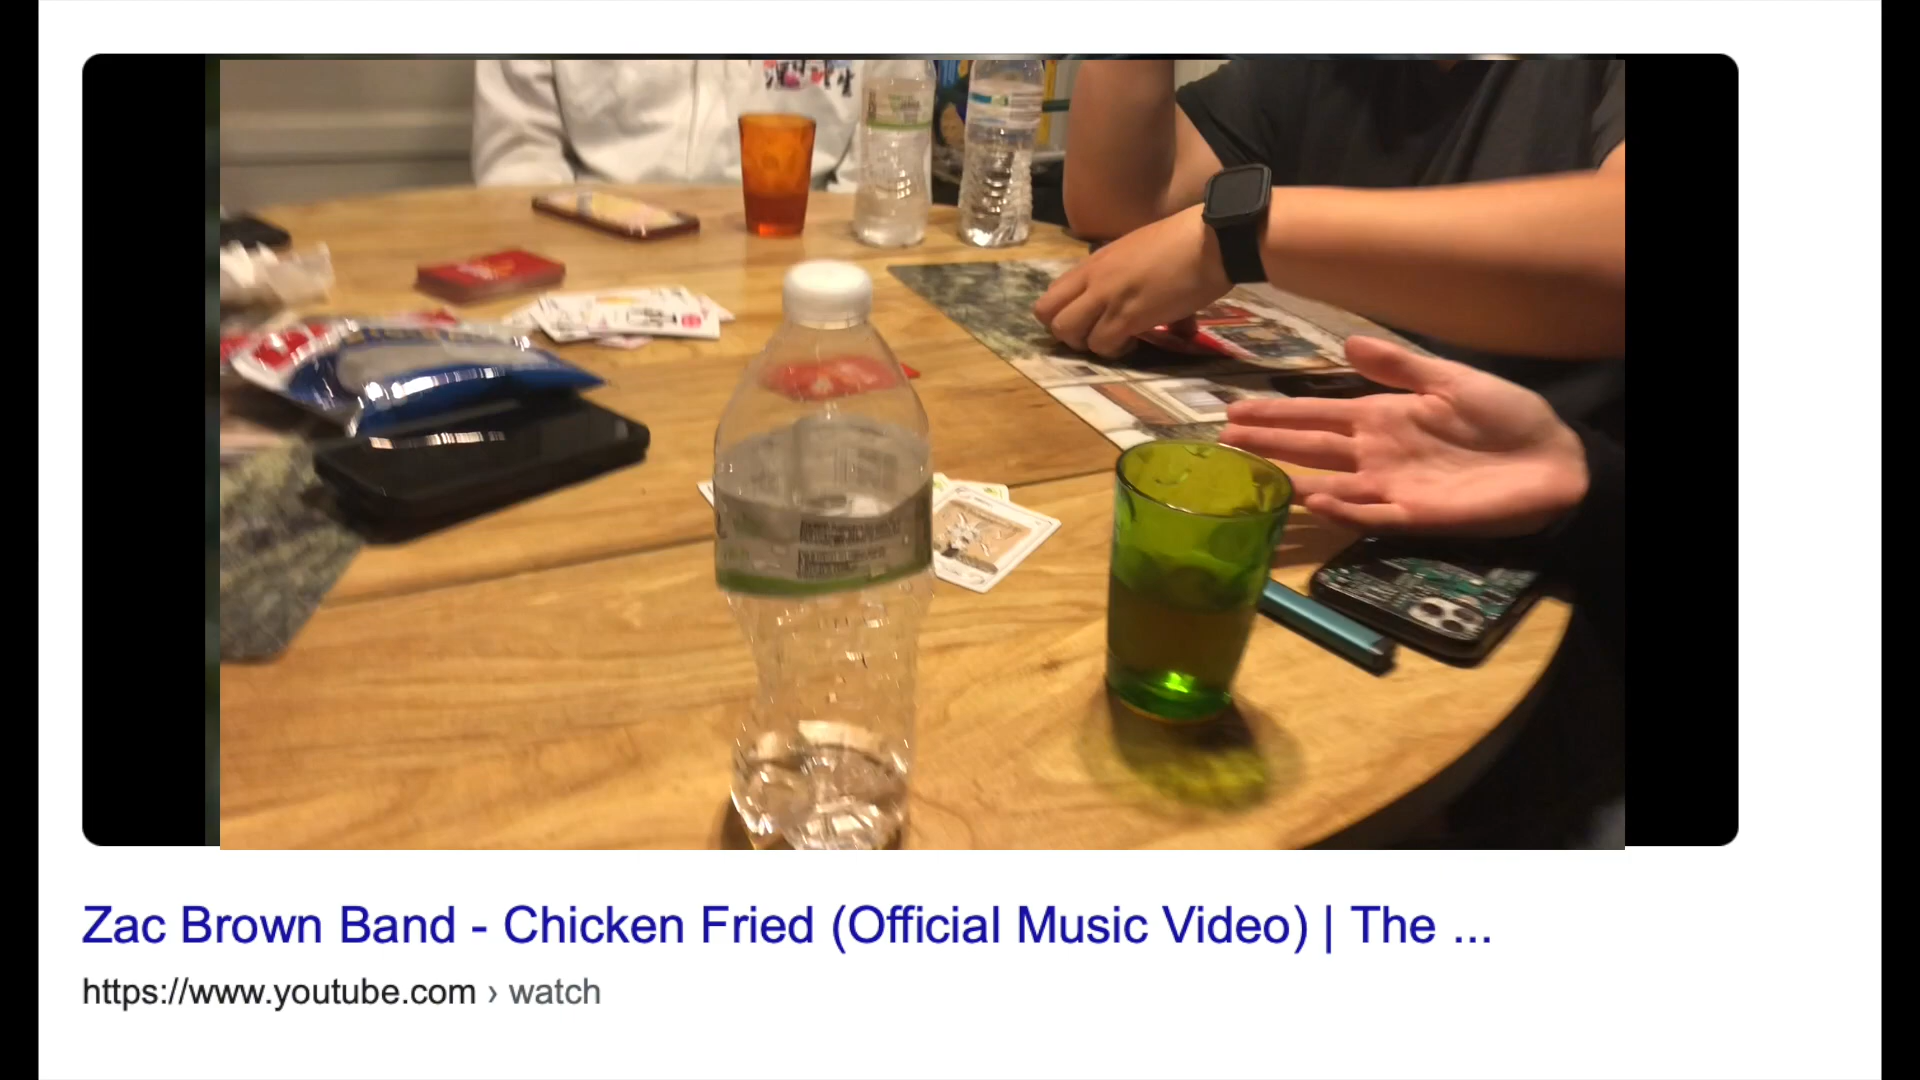 Zac Brown Band - Chicken Fried (Official Music Video) | The ...
https://www.youtube.com › watch